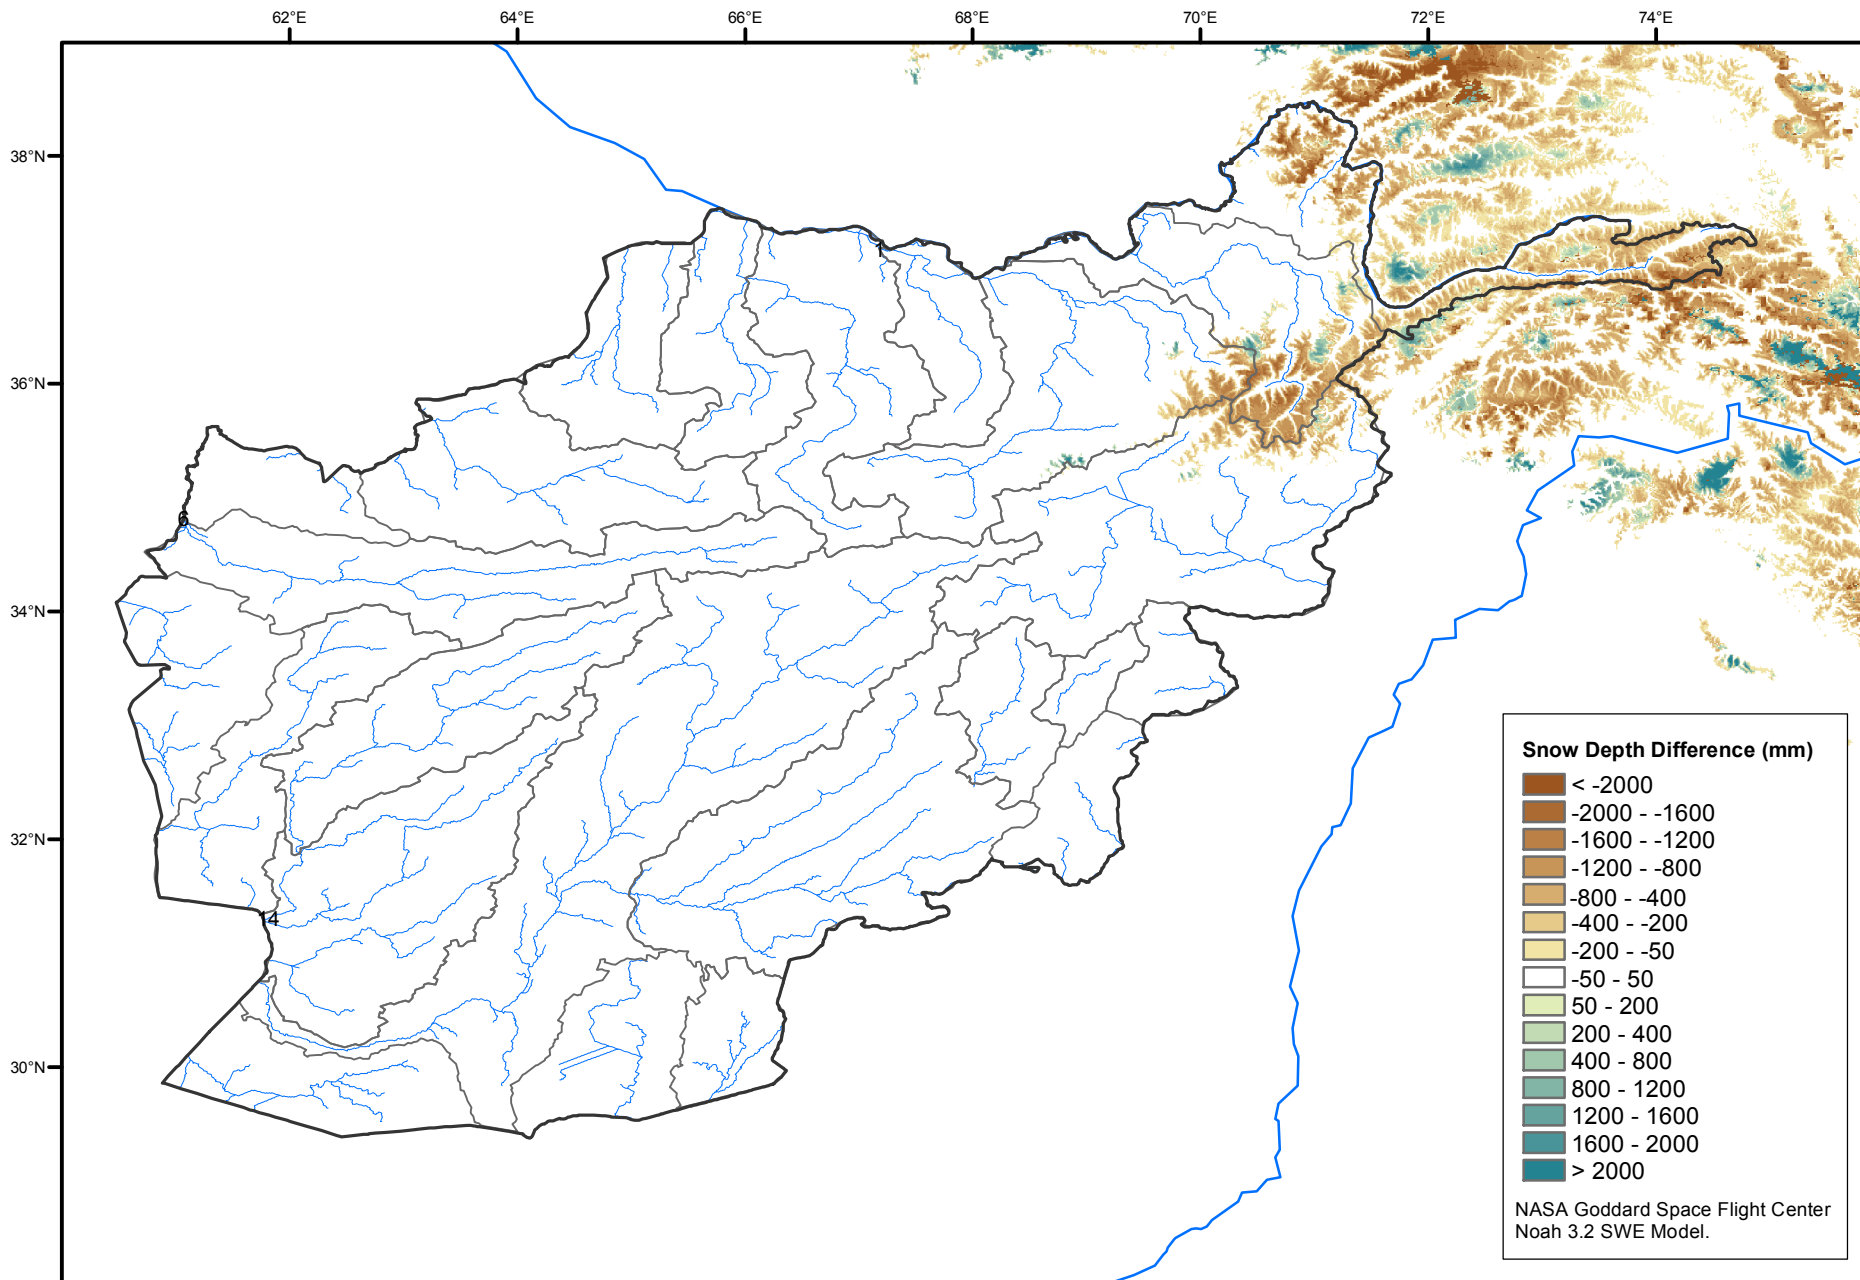 62°E 64°E 66°E 68°E 70°E 72°E 74°E
38°N
36°N
34°N
32°N
30°N
1
6
14
Snow Depth Difference (mm)
< -2000
-2000 - -1600
-1600 - -1200
-1200 - -800
-800 - -400
-400 - -200
-200 - -50
-50 - 50
50 - 200
200 - 400
400 - 800
800 - 1200
1200 - 1600
1600 - 2000
> 2000
NASA Goddard Space Flight Center
Noah 3.2 SWE Model.